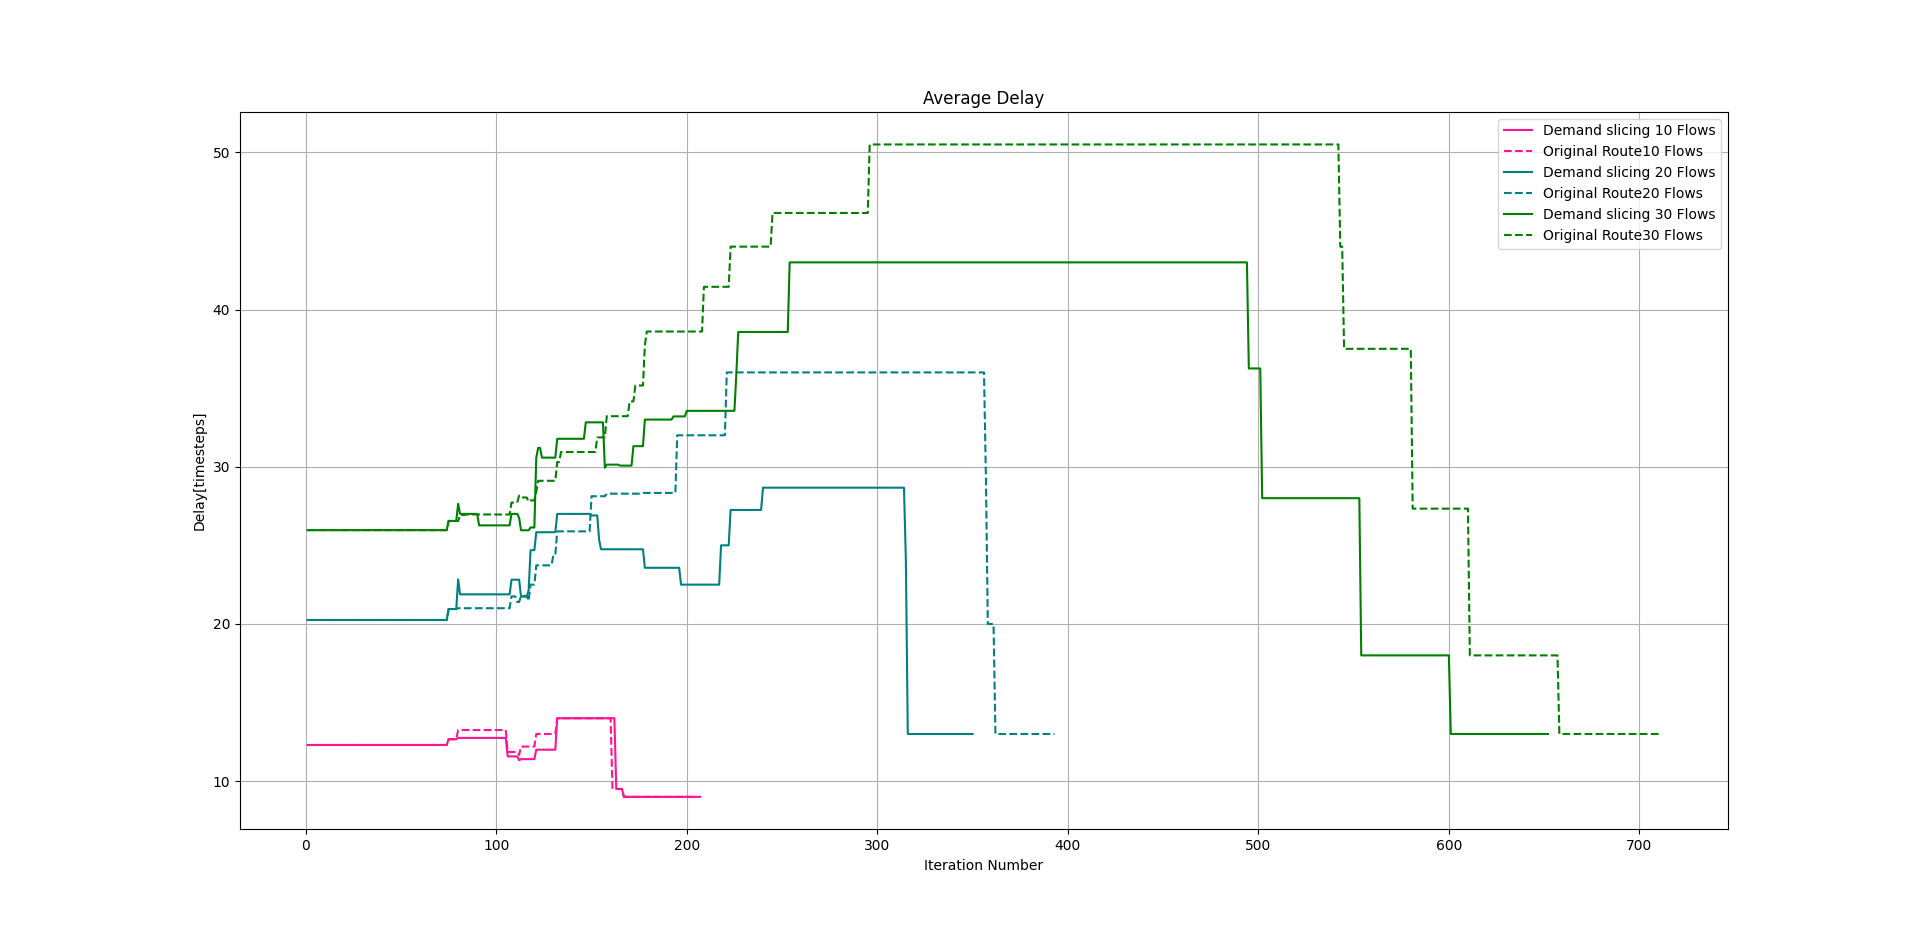 Average Delay
Demand slicing 10 Flows
Original Route10 Flows
Demand slicing 20 Flows
Original Route20 Flows
Demand slicing 30 Flows
Original Route30 Flows
50
40
30
20
10
Delay[timesteps]
0 100 200 300 400 500 600 700
Iteration Number